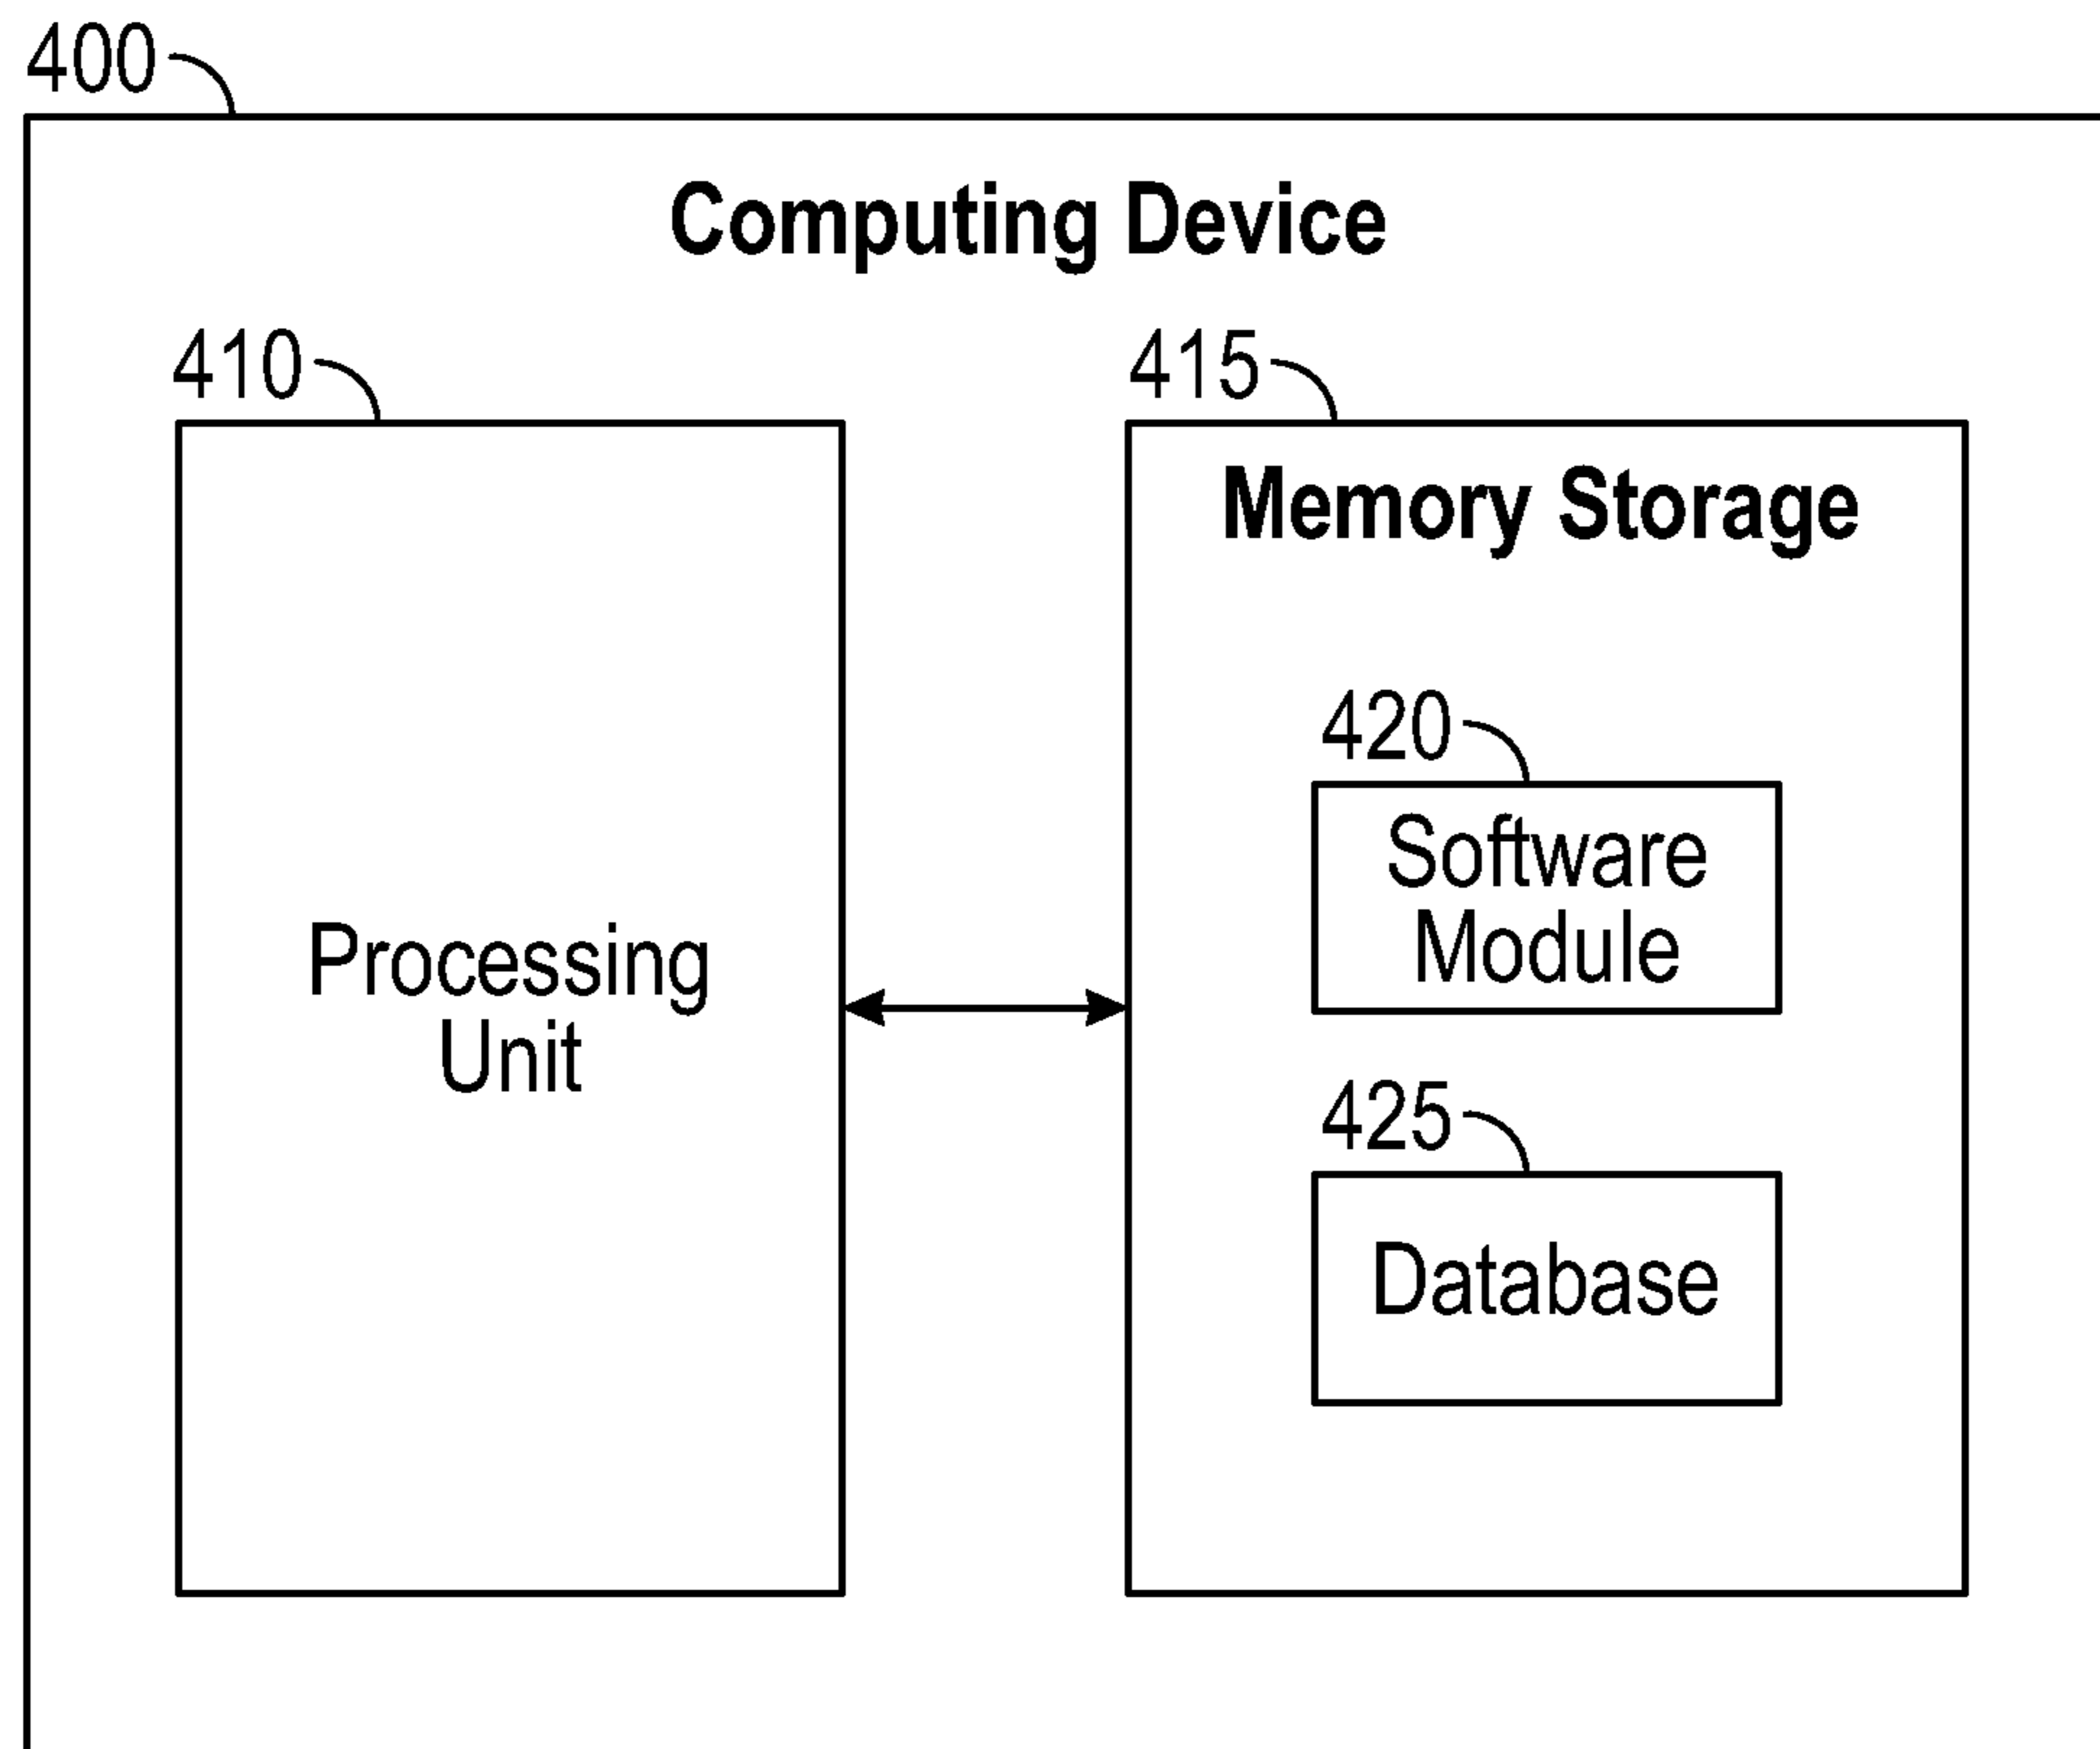 400
Computing Device
410
415
Memory Storage
420
Software
Module
Processing
Unit
425
Database